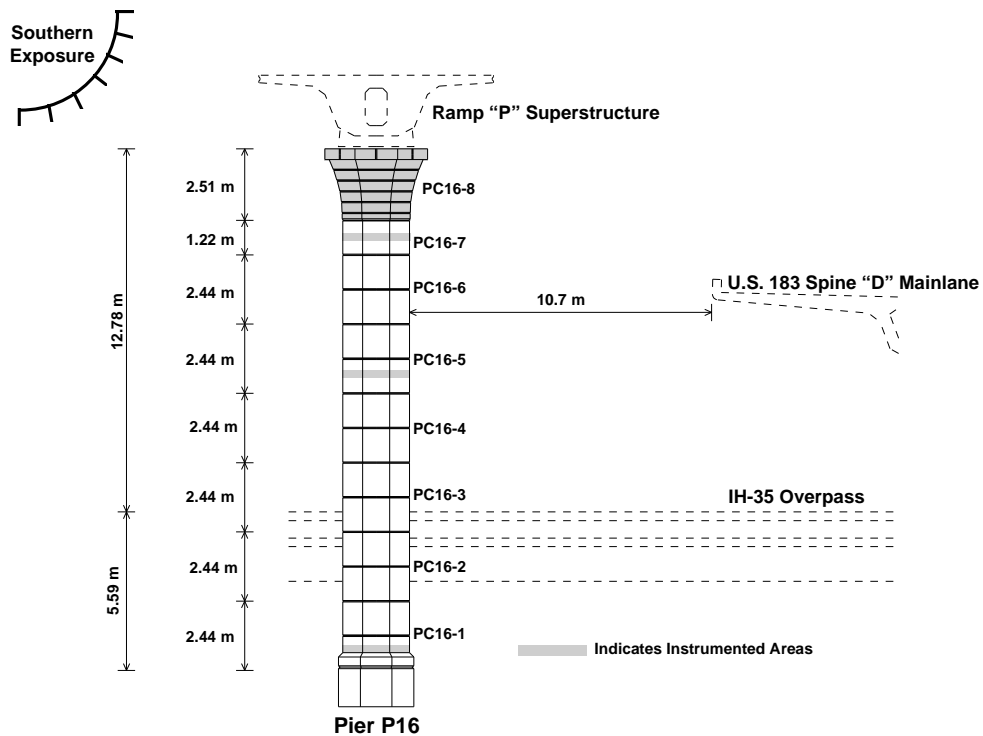 Southern
Exposure
Ramp “P” Superstructure
2.51 m
PC16-8
1.22 m
PC16-7
U.S. 183 Spine “D” Mainlane
2.44 m
PC16-6
10.7 m
12.78 m
2.44 m
PC16-5
2.44 m
PC16-4
2.44 m
PC16-3
IH-35 Overpass
2.44 m
PC16-2
5.59 m
2.44 m
PC16-1
Indicates Instrumented Areas
Pier P16